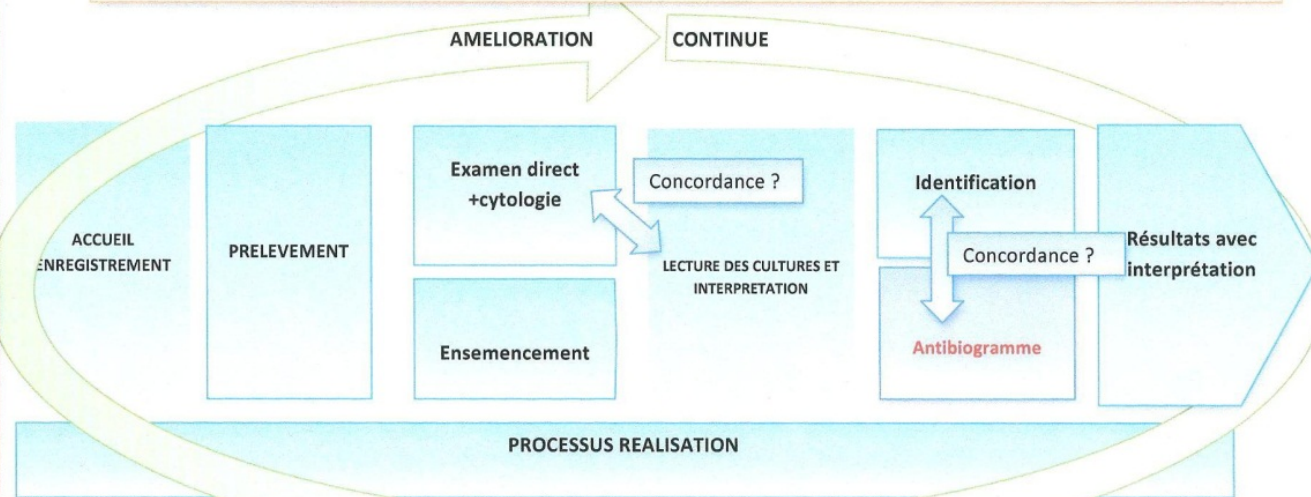 AMELIORATION CONTINUE
ACCUEIL
ENREGISTREMENT
PRELEVEMENT
Examen direct
+cytologie
Ensemencement
Concordance ?
LECTURE DES CULTURES ET
INTERPRETATION
Identification
Concordance ?
Antibiogramme
Résultats avec
interprétation
PROCESSUS REALISATION